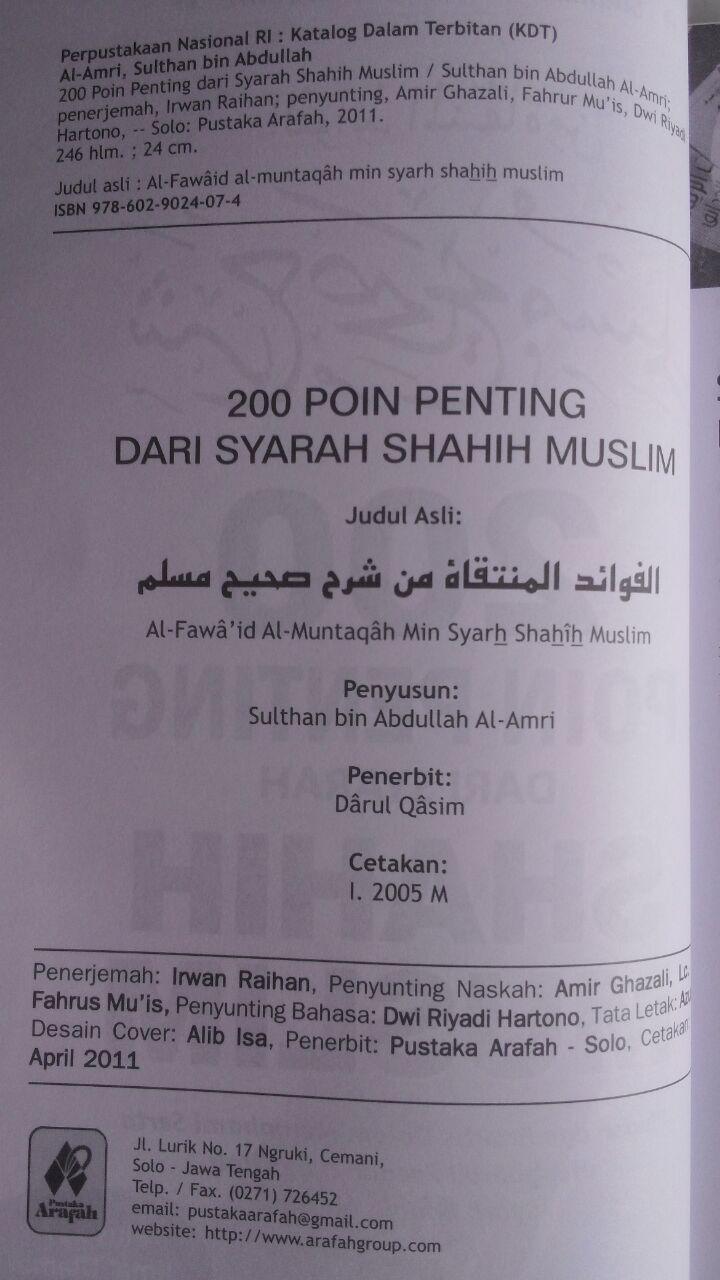 Perpustakaan Nasional RI : Katalog Dalam Terbitan (KDT)
Al-Amri, Sulthan bin Abdullah
200 Poin Penting dari Syarah Shahih Muslim / Sulthan bin Abdullah Al-Amri;
penerjemah, Irwan Raihan; penyunting, Amir Ghazali, Fahrur Mu'is, Dwi Riyadi
Hartono, -- Solo: Pustaka Arafah, 2011.
246 hlm. ; 24 cm.
Judul asli : Al-Fawâid al-muntaqâh min syarh shahih muslim
ISBN 978-602-9024-07-4
200 POIN PENTING
DARI SYARAH SHAHIH MUSLIM
Judul Asli:
الفوائد المنتقاة من شرح صحيح مسلم
Al-Fawâ'id Al-Muntaqâh Min Syarh Shahîh Muslim
Penyusun:
Sulthan bin Abdullah Al-Amri
Penerbit:
Dârul Qâsim
Cetakan:
I. 2005 M
Penerjemah: Irwan Raihan, Penyunting Naskah: Amir Ghazali, Lc.
Fahrus Mu'is, Penyunting Bahasa: Dwi Riyadi Hartono, Tata Letak:
Desain Cover: Alib Isa, Penerbit: Pustaka Arafah - Solo, Cetakan
April 2011
Pustaka
Arafah
Jl. Lurik No. 17 Ngruki, Cemani,
Solo - Jawa Tengah
Telp. / Fax. (0271) 726452
email: pustakaarafah@gmail.com
website: http://www.arafahgroup.com